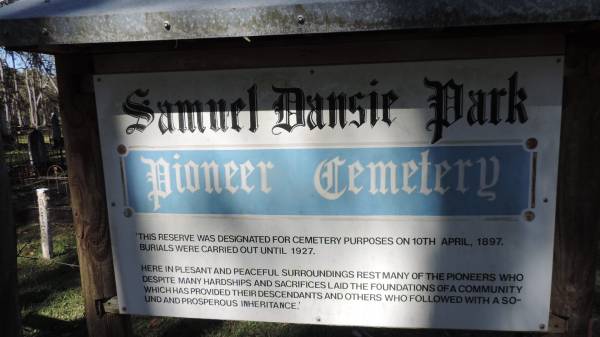 Samuel Dansie Park
Pioneer Cemetery
'THIS RESERVE WAS DESIGNATED FOR CEMETERY PURPOSES ON 10TH APRIL, 1897.
BURIALS WERE CARRIED OUT UNTIL 1927.
HERE IN PLESANT AND PEACEFUL SURROUNDINGS REST MANY OF THE PIONEERS WHO
DESPITE MANY HARDSHIPS AND SACRIFICES LAID THE FOUNDATIONS OF A COMMUNITY
WHICH HAS PROVIDED THEIR DESCENDANTS AND OTHERS WHO FOLLOWED WITH A SO-
UND AND PROSPEROUS INHERITANCE.'